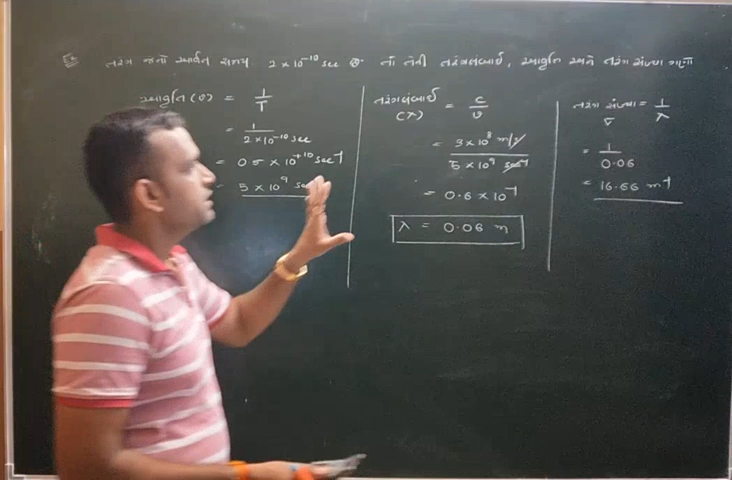 તરંગ જનો આવર્ત સમય 2 × 10⁻¹⁰ sec છે તો તેની તરંગલંબાઈ, આવૃત્તિ અને તરંગ સંખ્યા ગણો
આવૃત્તિ (ν) = 1/T
= 1/2 × 10⁻¹⁰ sec
= 0.5 × 10⁺¹⁰ sec⁻¹
= 5 × 10⁹
તરંગલંબાઈ (λ) = c/ν
= 3 × 10⁸ m/s / 5 × 10⁹ sec⁻¹
= 0.6 × 10⁻¹
λ = 0.06 m
તરંગ સંખ્યા = 1/λ
= 1/0.06
= 16.66 m⁻¹